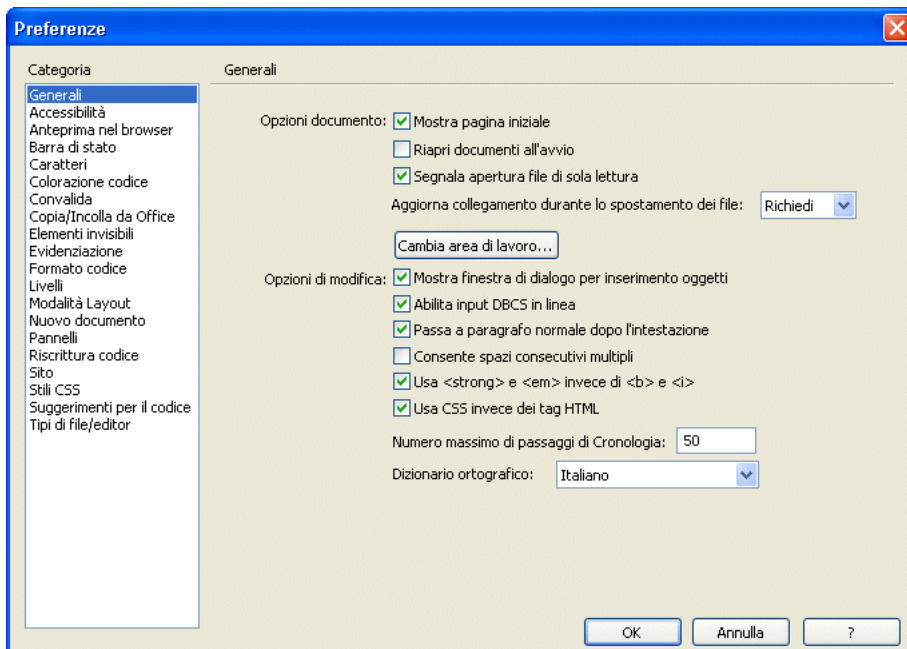 Preferenze
Categoria
Generali
Accessibilità
Anteprima nel browser
Barra di stato
Caratteri
Colorazione codice
Convalida
Copia/Incolla da Office
Elementi invisibili
Evidenziazione
Formato codice
Livelli
Modalità Layout
Nuovo documento
Pannelli
Riscrittura codice
Sito
Stili CSS
Suggerimenti per il codice
Tipi di file/editor
Generali
Opzioni documento: Mostra pagina iniziale
Riapri documenti all'avvio
Segnala apertura file di sola lettura
Aggiorna collegamento durante lo spostamento dei file: Richiedi
Cambia area di lavoro...
Opzioni di modifica: Mostra finestra di dialogo per inserimento oggetti
Abilita input DBCS in linea
Passa a paragrafo normale dopo l'intestazione
Consente spazi consecutivi multipli
Usa <strong> e <em> invece di <b> e <i>
Usa CSS invece dei tag HTML
Numero massimo di passaggi di Cronologia: 50
Dizionario ortografico: Italiano
OK Annulla ?